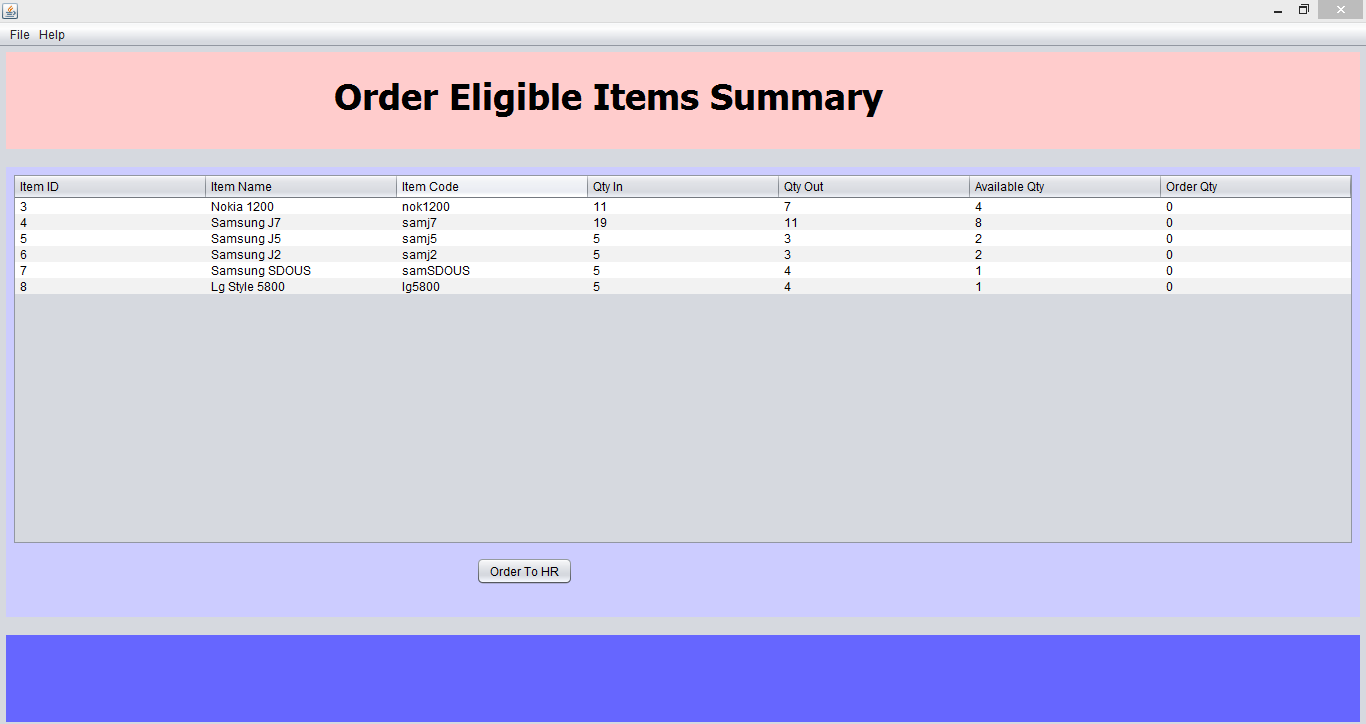 File Help
Order Eligible Items Summary
Item ID Item Name Item Code Qty In Qty Out Available Qty Order Qty
3 Nokia 1200 nok1200 11 7 4 0
4 Samsung J7 samj7 19 11 8 0
5 Samsung J5 samj5 5 3 2 0
6 Samsung J2 samj2 5 3 2 0
7 Samsung SDOUS samSDOUS 5 4 1 0
8 Lg Style 5800 lg5800 5 4 1 0
Order To HR